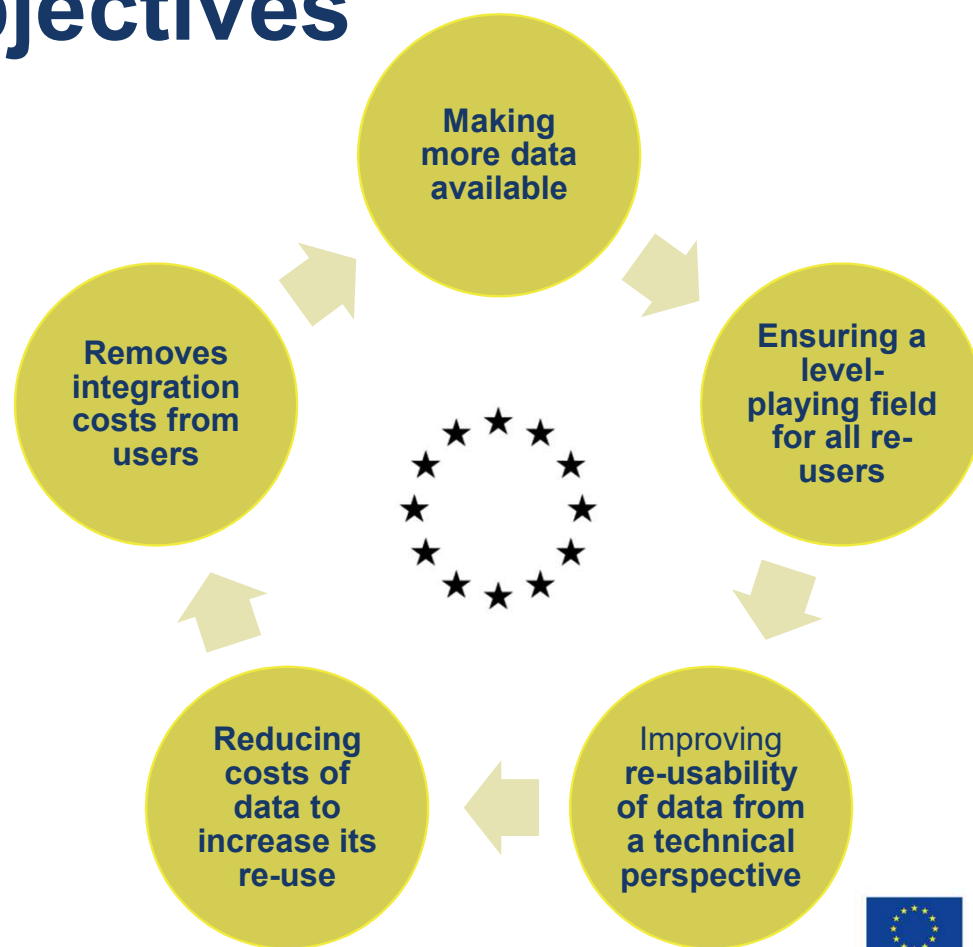 bjectives
Making
more data
available
Ensuring a
level-
playing field
for all re-
users
Improving
re-usability
of data from
a technical
perspective
Reducing
costs of
data to
increase its
re-use
Removes
integration
costs from
users